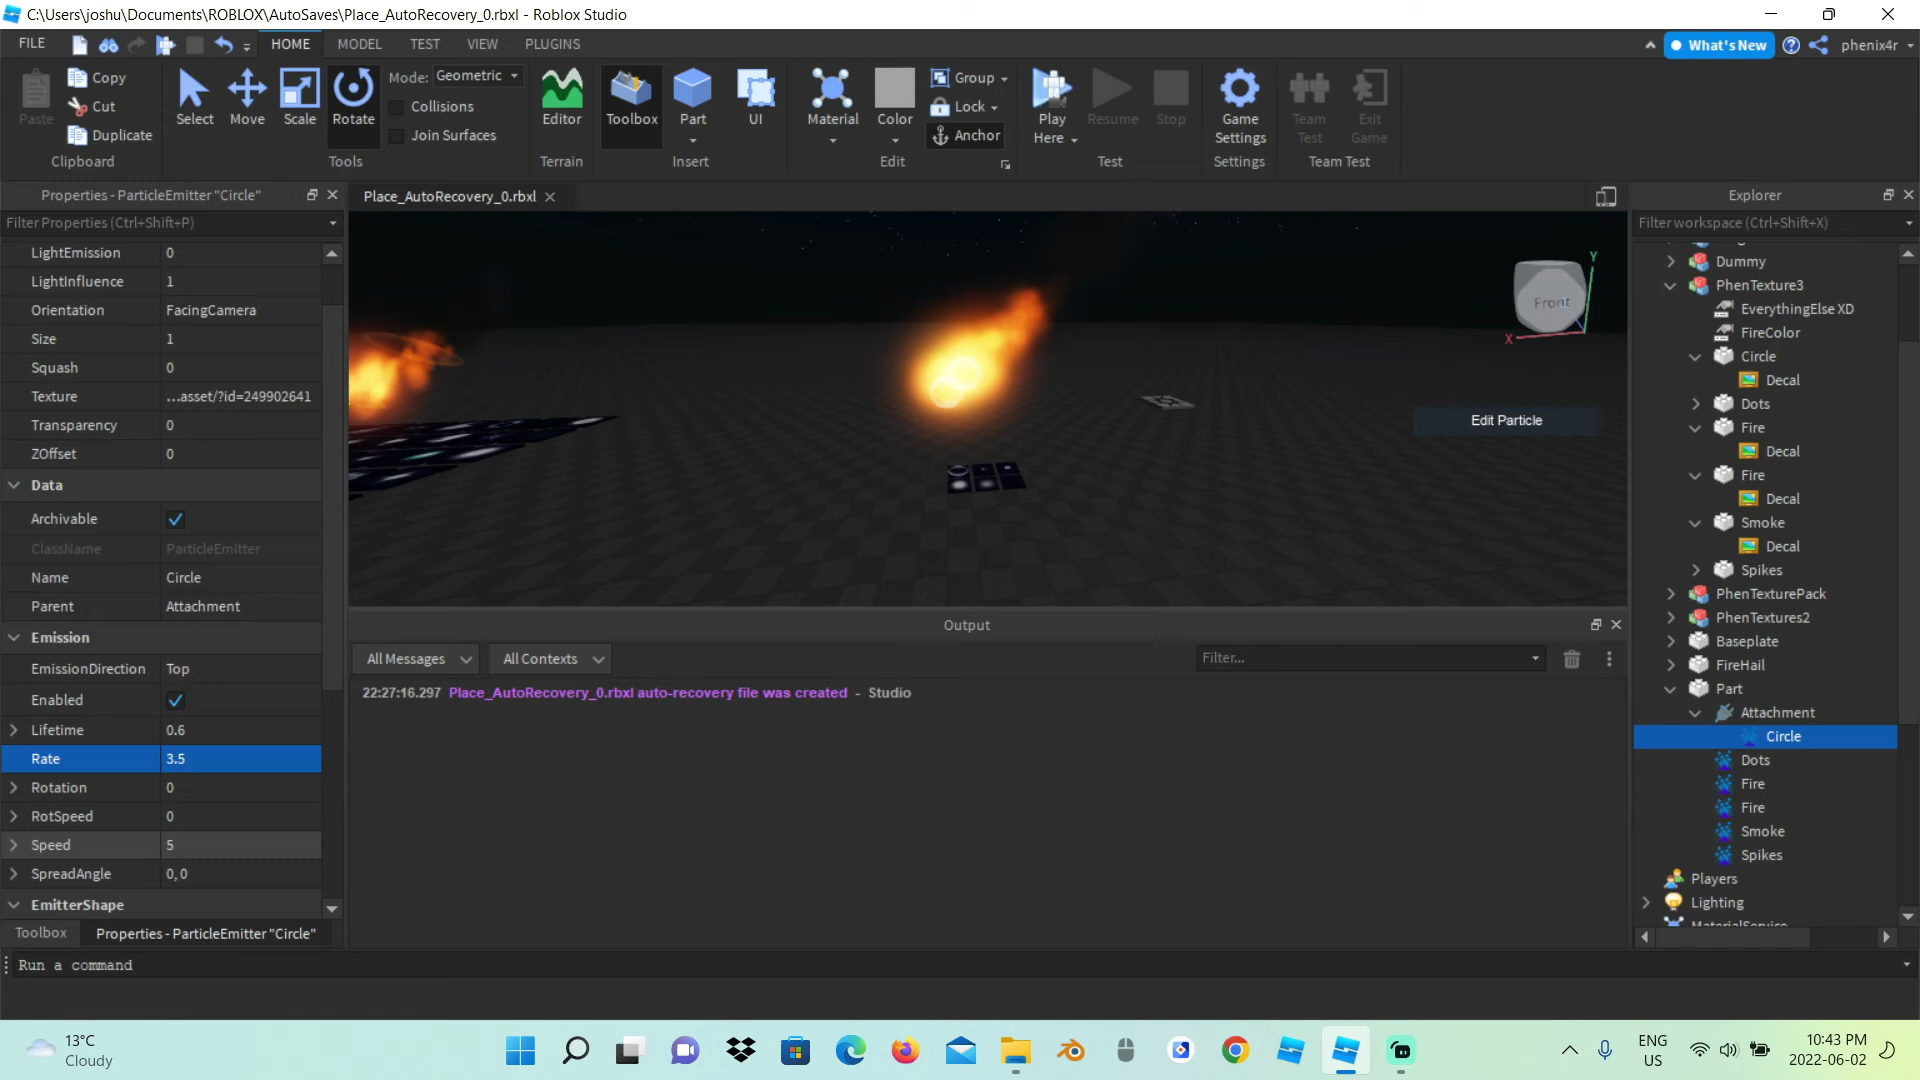 C:\Users\joshu\Documents\ROBLOX\AutoSaves\Place_AutoRecovery_0.rbxl - Roblox Studio
FILE
HOME
MODEL
TEST
VIEW
PLUGINS
What's New
phenix4r
Paste
Copy
Cut
Duplicate
Clipboard
Select
Move
Scale
Rotate
Mode: Geometric
Collisions
Join Surfaces
Tools
Editor
Terrain
Toolbox
Part
UI
Insert
Material
Color
Group
Lock
Anchor
Edit
Play Here
Resume
Stop
Test
Game Settings
Settings
Team Test
Exit Game
Team Test
Properties - ParticleEmitter "Circle"
Filter Properties (Ctrl+Shift+P)
LightEmission 0
LightInfluence 1
Orientation FacingCamera
Size 1
Squash 0
Texture ...asset/?id=249902641
Transparency 0
ZOffset 0
Data
Archivable
ClassName ParticleEmitter
Name Circle
Parent Attachment
Emission
EmissionDirection Top
Enabled
Lifetime 0.6
Rate 3.5
Rotation 0
RotSpeed 0
Speed 5
SpreadAngle 0, 0
EmitterShape
Toolbox
Properties - ParticleEmitter "Circle"
Place_AutoRecovery_0.rbxl
Front
Y
X
Edit Particle
Output
All Messages
All Contexts
Filter...
22:27:16.297 Place_AutoRecovery_0.rbxl auto-recovery file was created - Studio
Explorer
Filter workspace (Ctrl+Shift+X)
Dummy
PhenTexture3
EverythingElse XD
FireColor
Circle
Decal
Dots
Fire
Decal
Fire
Decal
Smoke
Decal
Spikes
PhenTexturePack
PhenTextures2
Baseplate
FireHail
Part
Attachment
Circle
Dots
Fire
Fire
Smoke
Spikes
Players
Lighting
MaterialService
Run a command
13°C
Cloudy
ENG
US
10:43 PM
2022-06-02